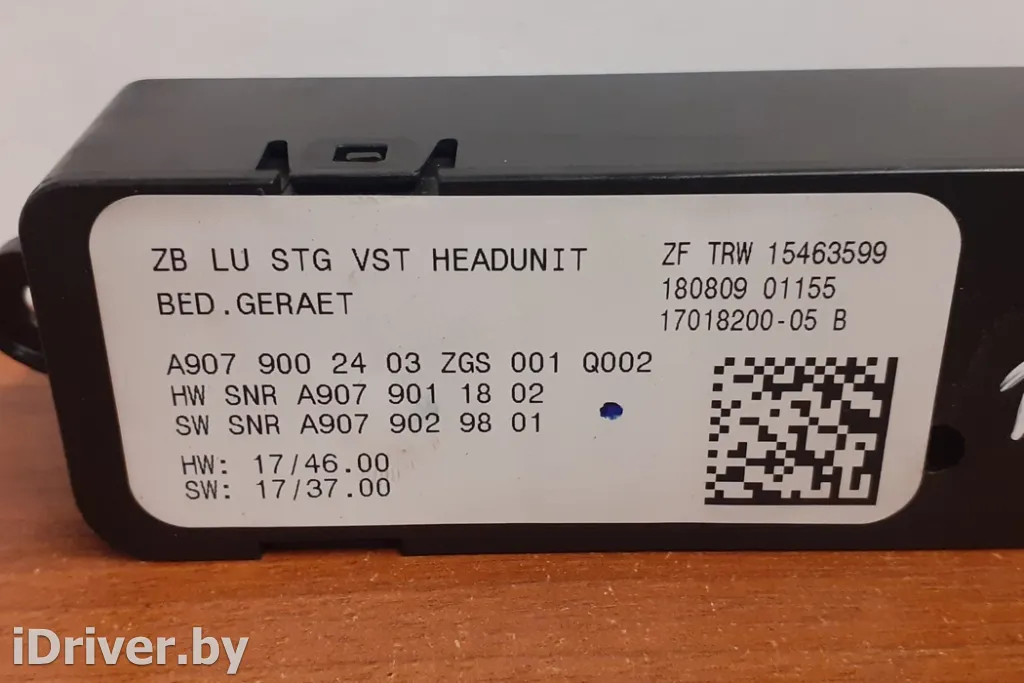 ZB LU STG VST HEADUNIT
BED.GERAET
A907 900 24 03 ZGS 001 Q002
HW SNR A907 901 18 02
SW SNR A907 902 98 01
HW: 17/46.00
SW: 17/37.00
ZF TRW 15463599
180809 01155
17018200-05 B
iDriver.by